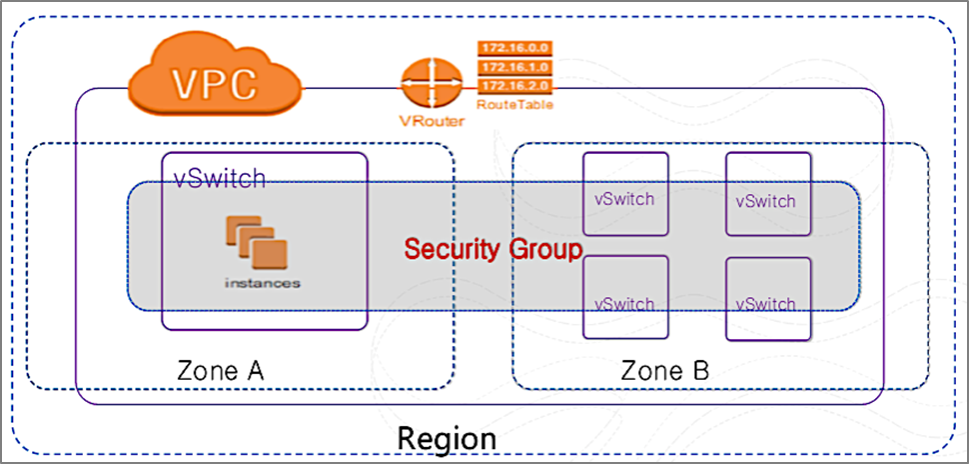 VPC
172.16.0.0
172.16.1.0
172.16.2.0
RouteTable
VRouter
vSwitch
instances
Security Group
vSwitch
vSwitch
vSwitch
vSwitch
Zone A
Zone B
Region